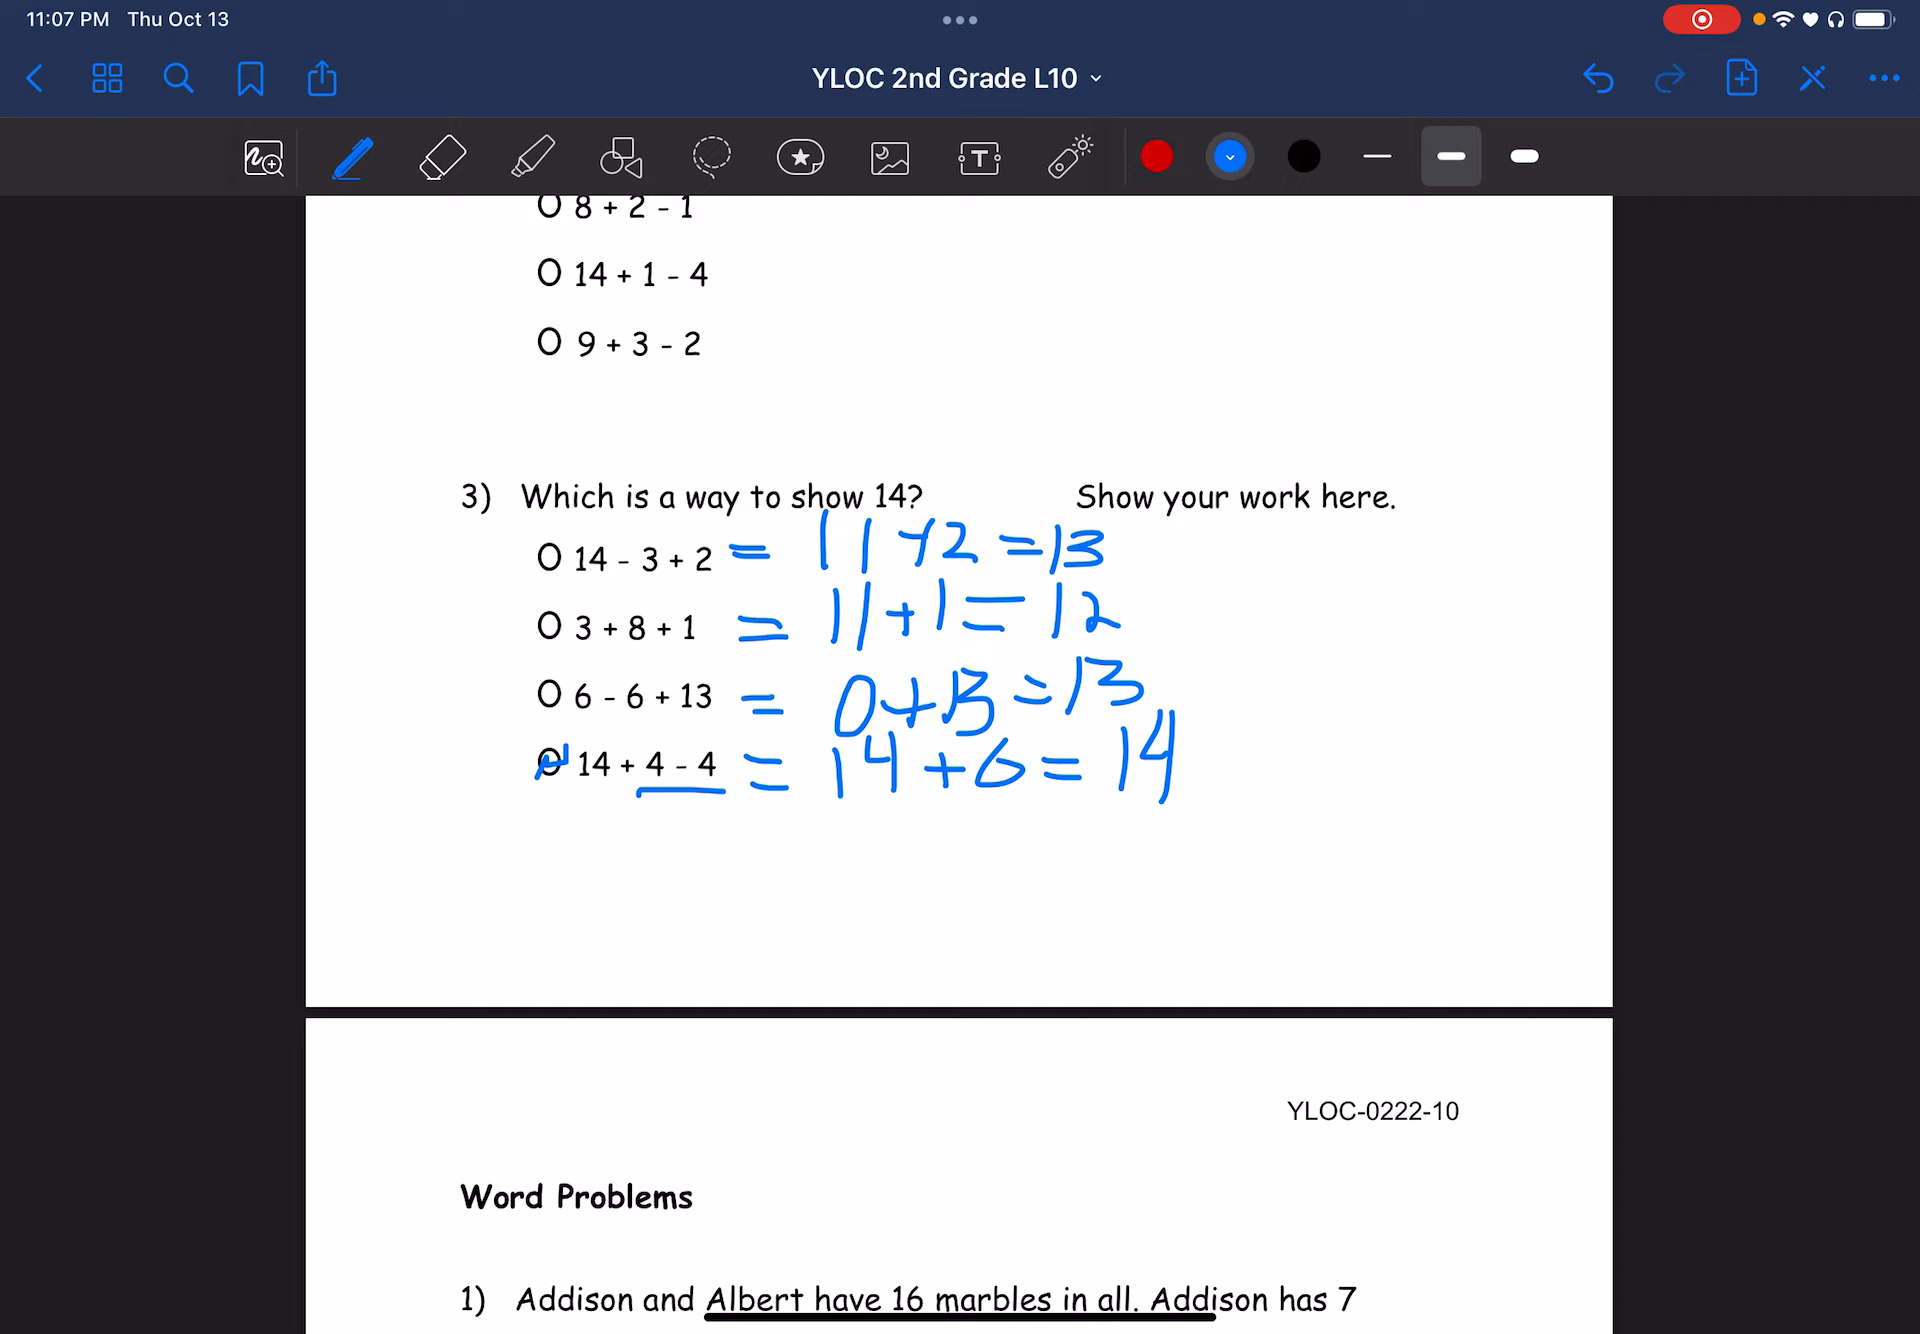 11:07 PM Thu Oct 13
YLOC 2nd Grade L10
T
O 8 + 2 - 1
O 14 + 1 - 4
O 9 + 3 - 2
3) Which is a way to show 14? Show your work here.
O 14 - 3 + 2 = 11 + 2 = 13
O 3 + 8 + 1 = 11 + 1 = 12
O 6 - 6 + 13 = 0 + 13 = 13
O 14 + 4 - 4 = 14 + 6 = 14
YLOC-0222-10
Word Problems
1) Addison and Albert have 16 marbles in all. Addison has 7